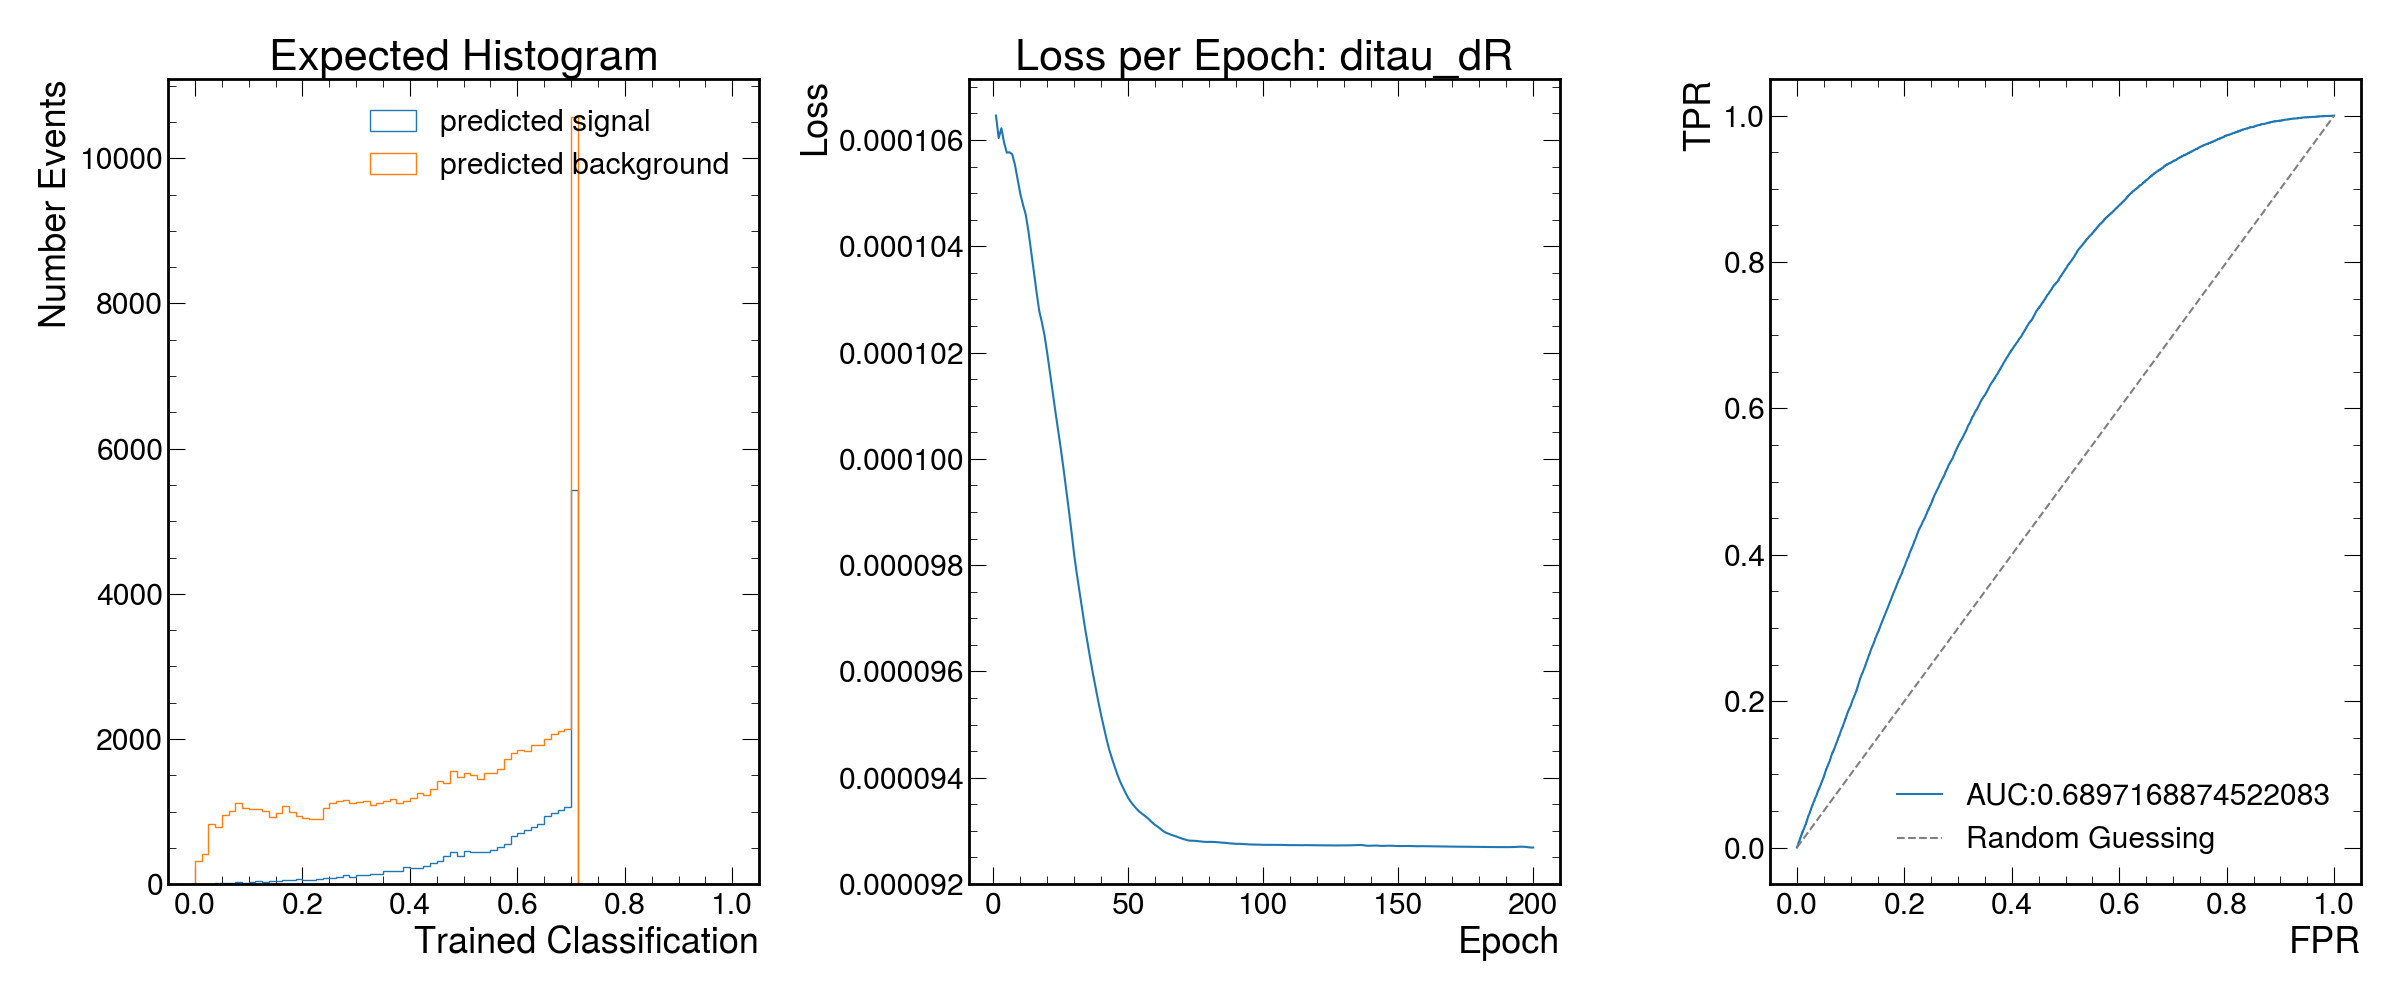 Expected Histogram
Number Events
predicted signal
predicted background
10000
8000
6000
4000
2000
0
0.0 0.2 0.4 0.6 0.8 1.0
Trained Classification
Loss per Epoch: ditau_dR
Loss
0.000106
0.000104
0.000102
0.000100
0.000098
0.000096
0.000094
0.000092
0 50 100 150 200
Epoch
TPR
1.0
0.8
0.6
0.4
0.2
0.0
AUC:0.6897168874522083
Random Guessing
0.0 0.2 0.4 0.6 0.8 1.0
FPR